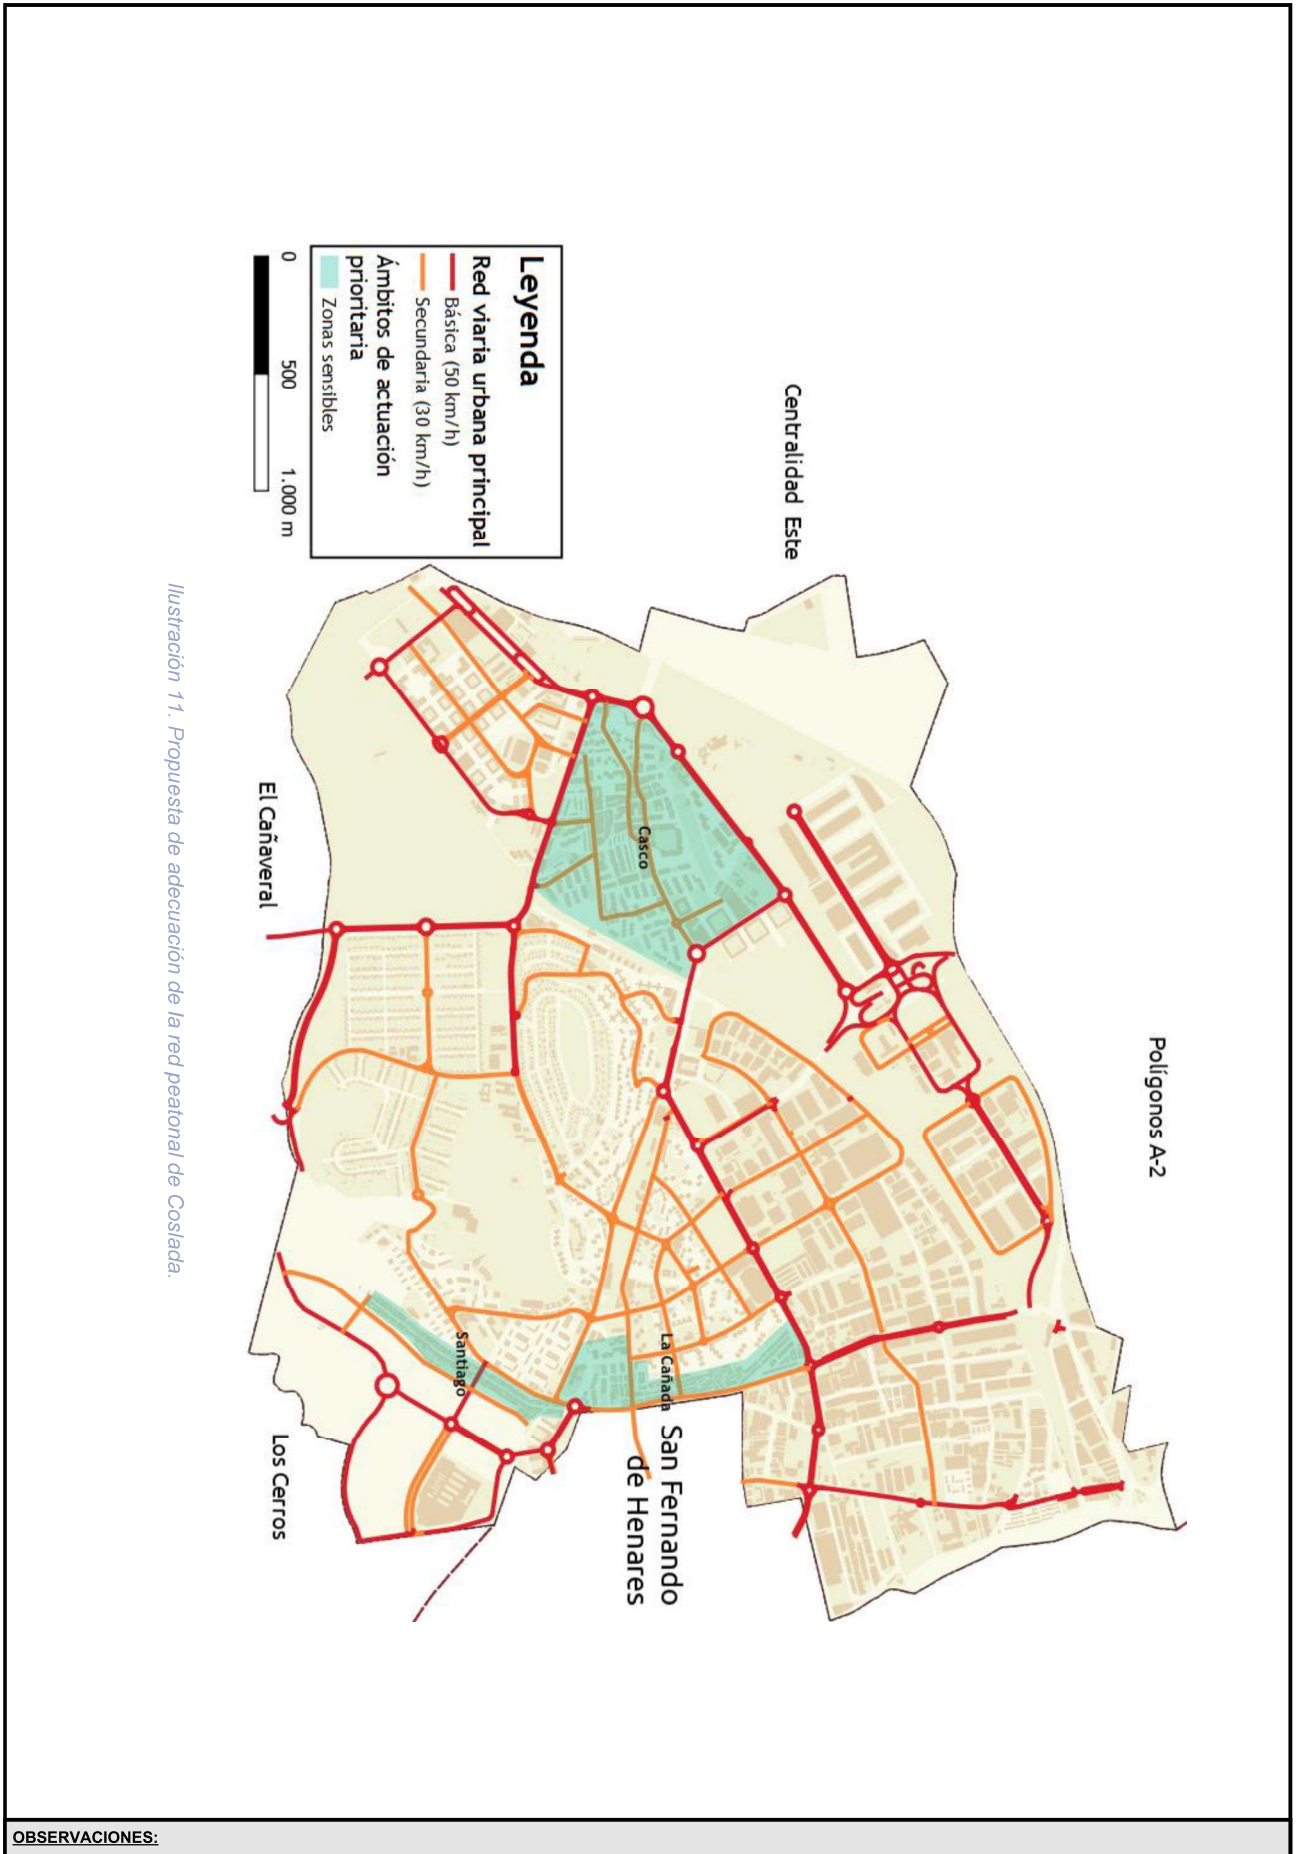 Polígonos A-2
Centralidad Este
Casco
La Cañada
San Fernando
de Henares
Santiago
El Cañaveral
Los Cerros
Leyenda
Red viaria urbana principal
Básica (50 km/h)
Secundaria (30 km/h)
Ámbitos de actuación
prioritaria
Zonas sensibles
0 500 1.000 m
Ilustración 11. Propuesta de adecuación de la red peatonal de Coslada.
OBSERVACIONES: